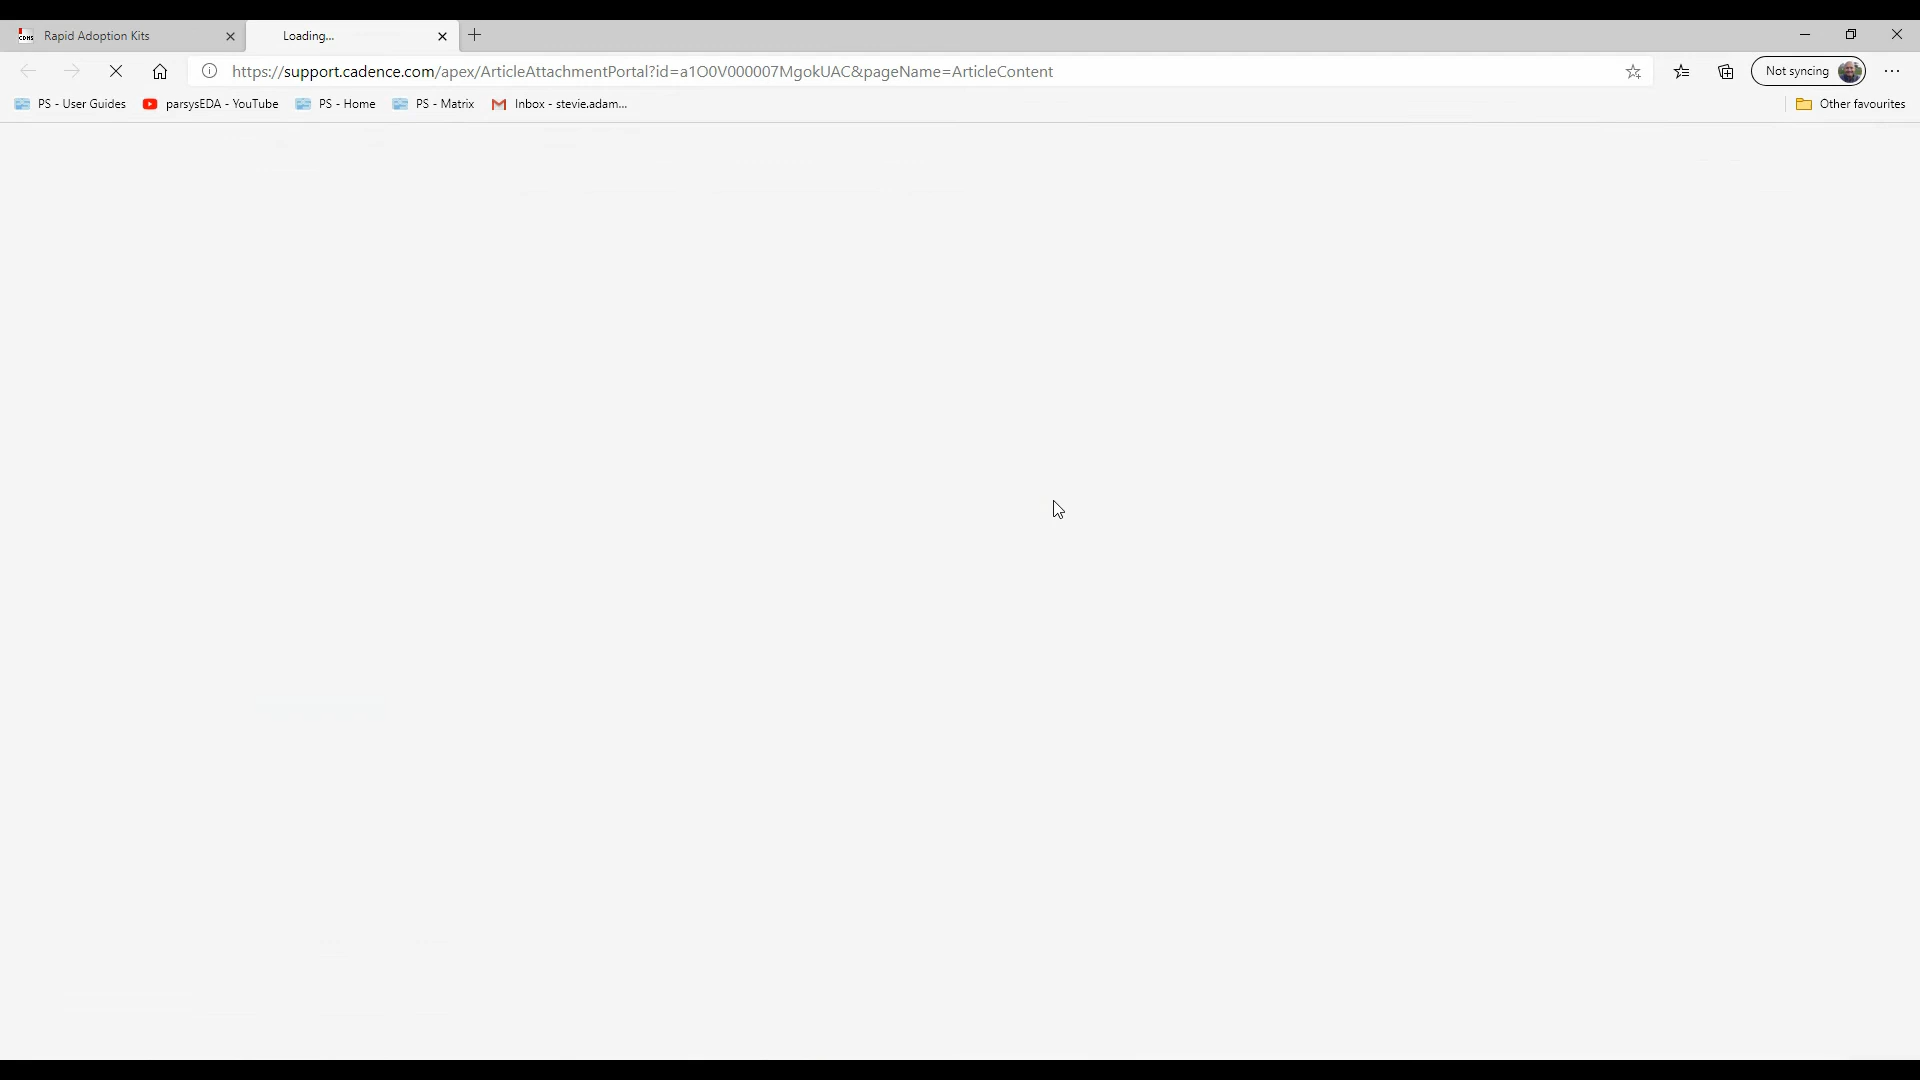 Rapid Adoption Kits
Loading...
https://support.cadence.com/apex/ArticleAttachmentPortal?id=a1O0V000007MgokUAC&pageName=ArticleContent
Not syncing
PS - User Guides
parsysEDA - YouTube
PS - Home
PS - Matrix
Inbox - stevie.adam...
Other favourites